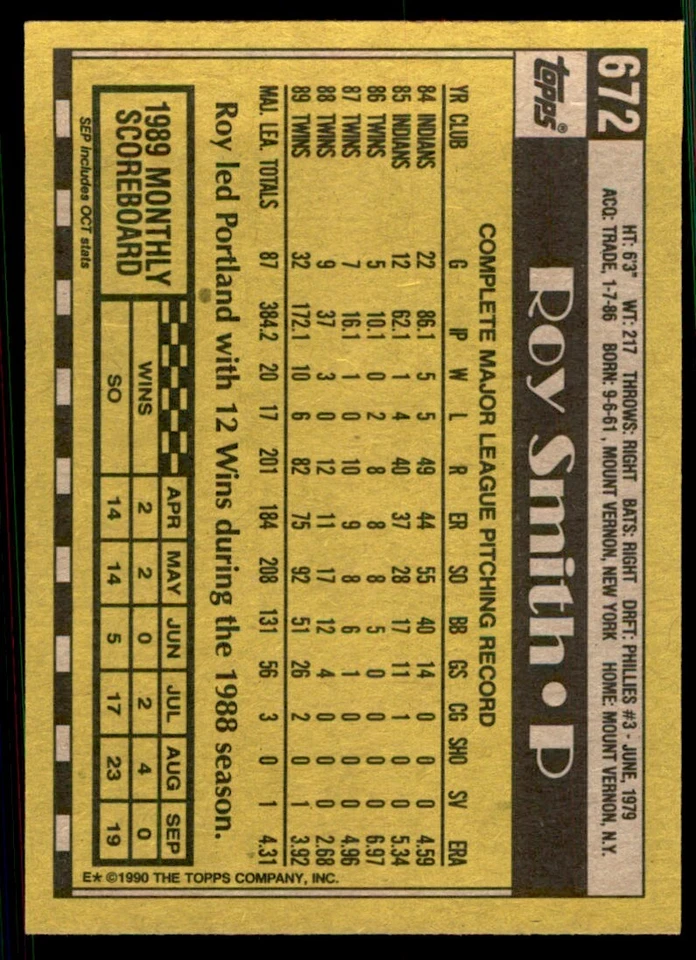 672
topps®
HT: 6'3" WT: 217 THROWS: RIGHT BATS: RIGHT DRFT: PHILLIES #3 - JUNE, 1979
ACQ: TRADE, 1-7-86 BORN: 9-6-61 , MOUNT VERNON, NEW YORK HOME: MOUNT VERNON, N.Y.
Roy Smith • P
COMPLETE MAJOR LEAGUE PITCHING RECORD
YR CLUB G IP W L R ER SO BB GS CG SHO SV ERA
84 INDIANS 22 86.1 5 5 49 44 55 40 14 0 0 0 4.59
85 INDIANS 12 62.1 1 4 40 37 28 17 11 1 0 0 5.34
86 TWINS 5 10.1 0 2 8 8 8 5 0 0 0 0 6.97
87 TWINS 7 16.1 1 0 10 9 8 6 1 0 0 0 4.96
88 TWINS 9 37 3 0 12 11 17 12 4 0 0 0 2.68
89 TWINS 32 172.1 10 6 82 75 92 51 26 2 0 1 3.92
MAJ. LEA. TOTALS 87 384.2 20 17 201 184 208 131 56 3 0 1 4.31
Roy led Portland with 12 Wins during the 1988 season.
1989 MONTHLY
SCOREBOARD
APR MAY JUN JUL AUG SEP
WINS 2 2 0 2 4 0
SO 14 14 5 17 23 19
SEP includes OCT stats
E* ©1990 THE TOPPS COMPANY, INC.